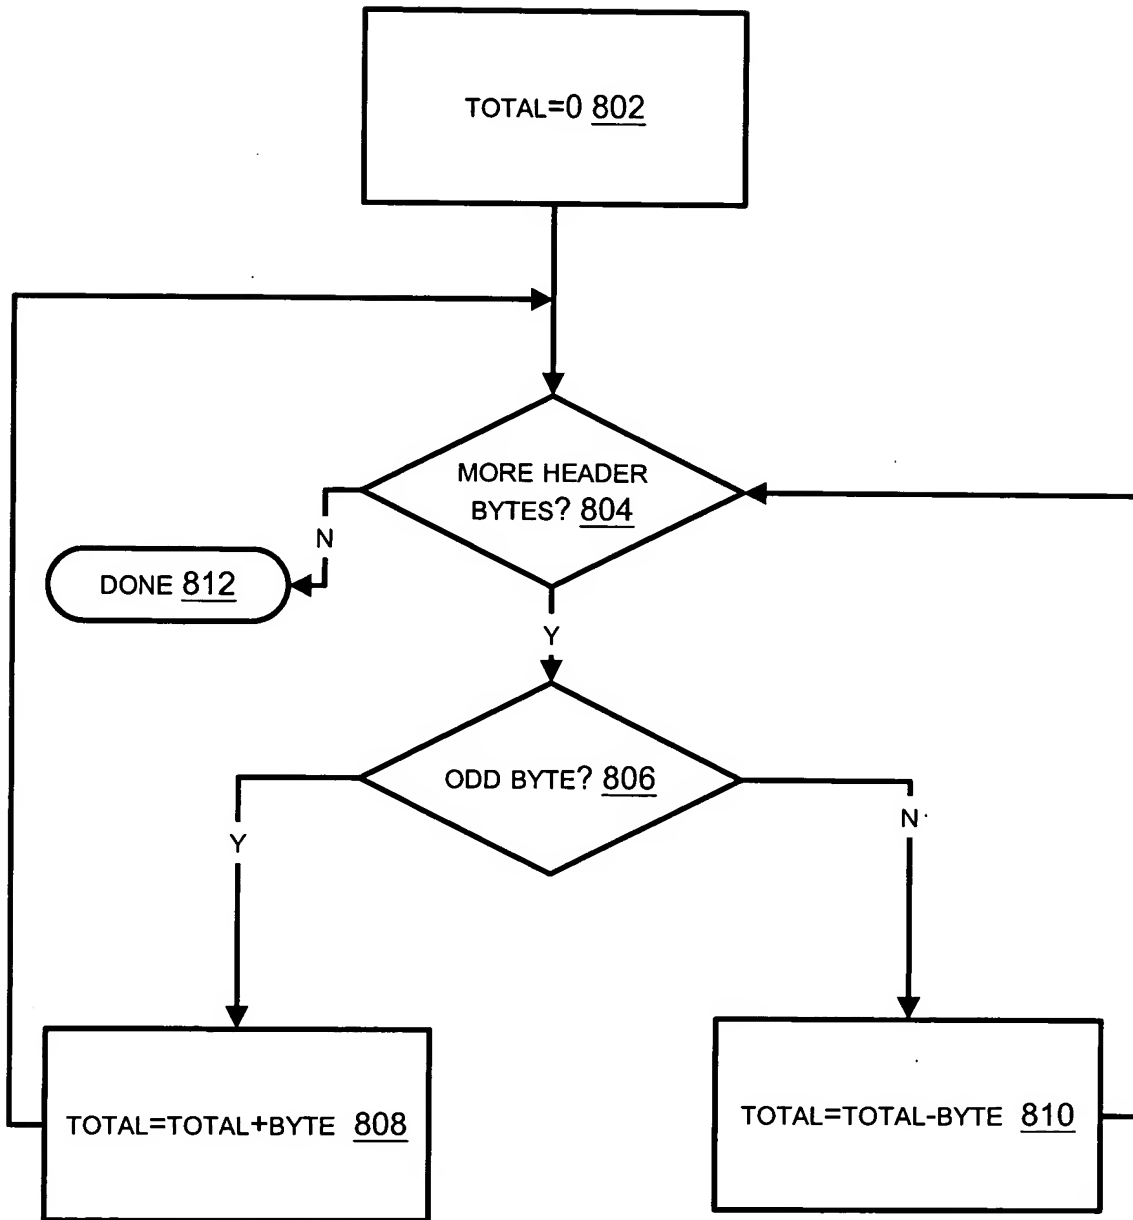 TOTAL=0 802
MORE HEADER
BYTES? 804
N
DONE 812
Y
ODD BYTE? 806
Y
N
TOTAL=TOTAL+BYTE 808
TOTAL=TOTAL-BYTE 810